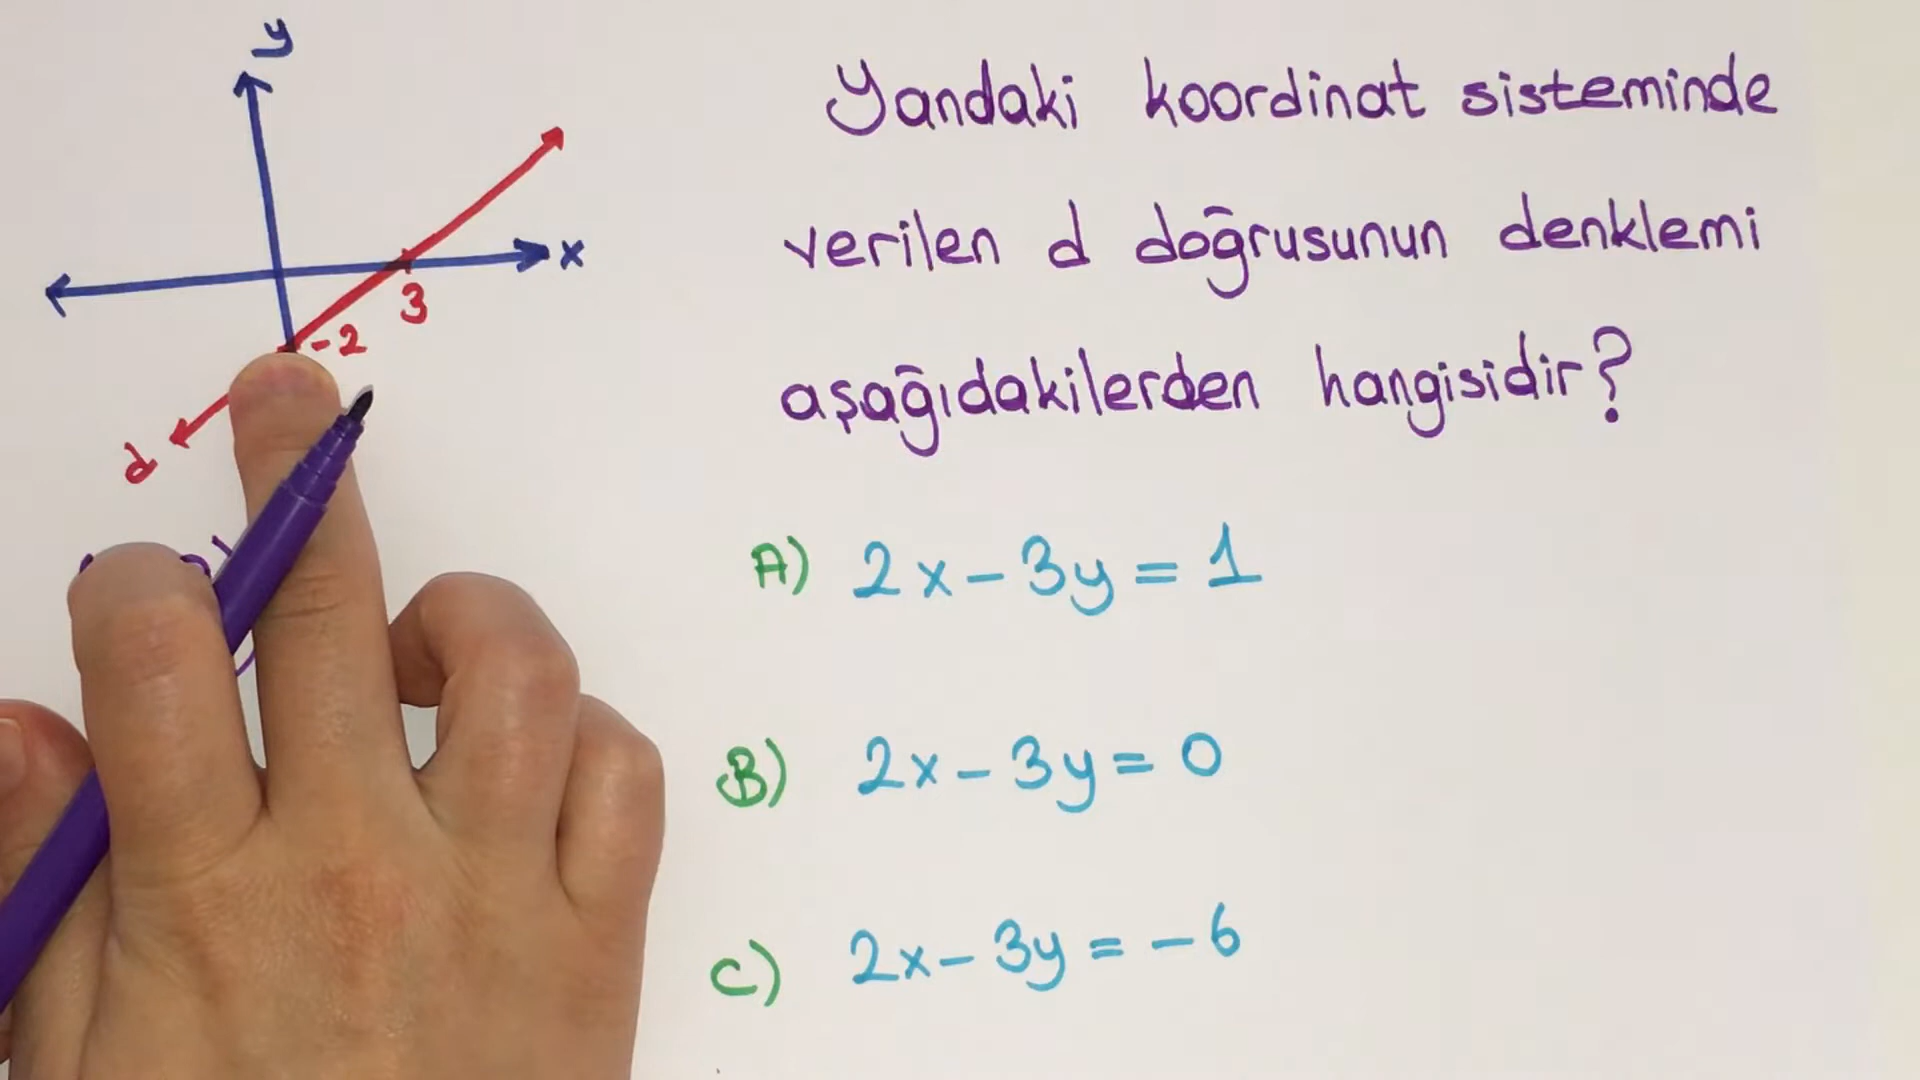 y
x
3
-2
d
Yandaki koordinat sisteminde
verilen d doğrusunun denklemi
aşağıdakilerden hangisidir?
A) 2x - 3y = 1
B) 2x - 3y = 0
C) 2x - 3y = - 6